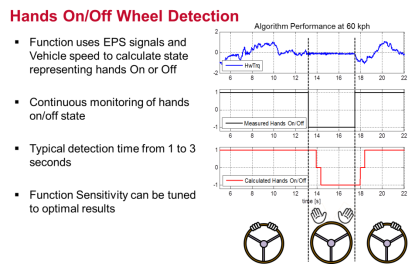 Hands On/Off Wheel Detection
▪ Function uses EPS signals and
Vehicle speed to calculate state
representing hands On or Off
▪ Continuous monitoring of hands
on/off state
▪ Typical detection time from 1 to 3
seconds
▪ Function Sensitivity can be tuned
to optimal results
Algorithm Performance at 60 kph
2
1
0
-1
-2
HwTrq
6 8 10 12 14 16 18 20 22
1
0
-1
Measured Hands On/Off
6 8 10 12 14 16 18 20 22
1
0
-1
Calculated Hands On/Off
6 8 10 12 14 16 18 20 22
time [s]